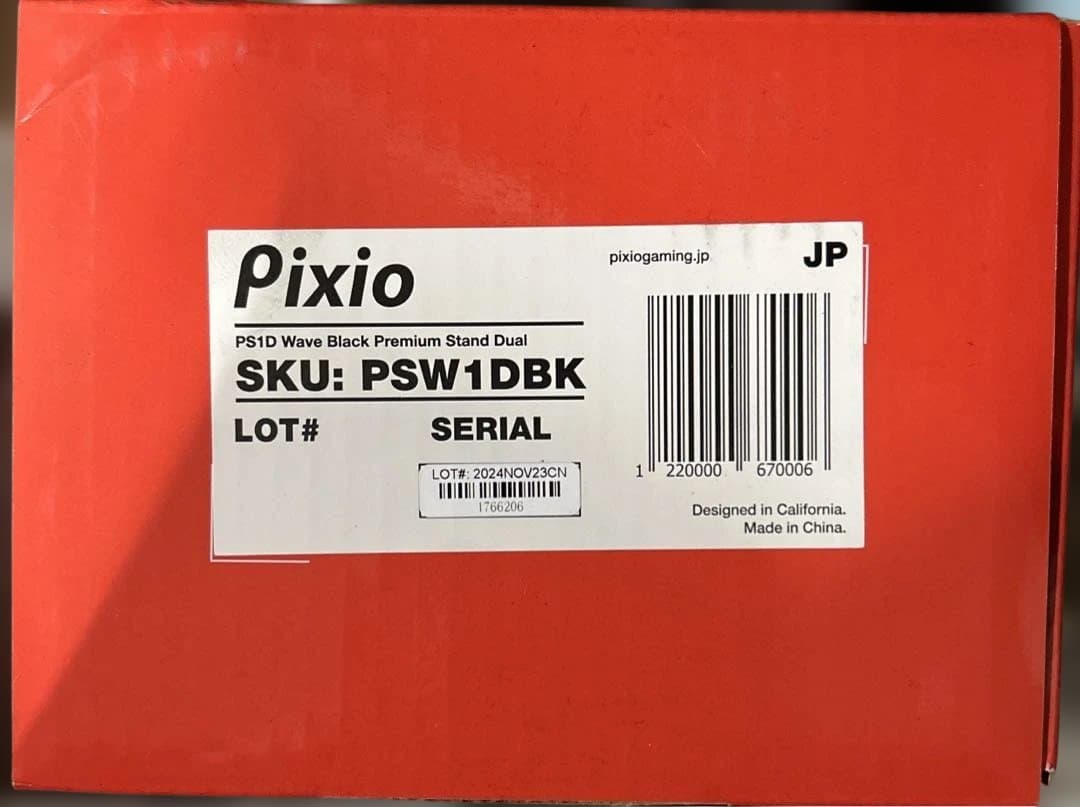 Pixio
pixiogaming.jp
JP
PS1D Wave Black Premium Stand Dual
SKU: PSW1DBK
LOT#
SERIAL
LOT#: 2024NOV23CN
1766206
1 220000 670006
Designed in California.
Made in China.